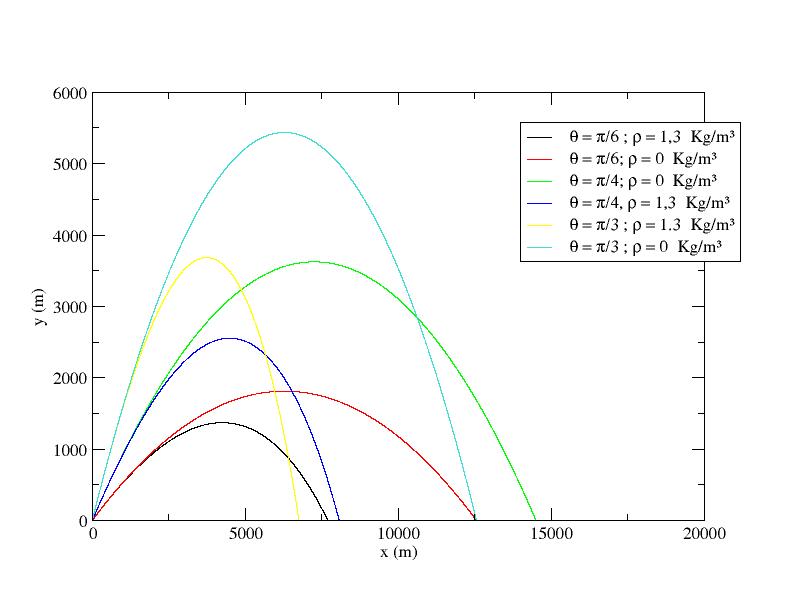 6000
5000
4000
3000
2000
1000
0
y (m)
0 5000 10000 15000 20000
x (m)
θ = π/6 ; ρ = 1,3 Kg/m³
θ = π/6; ρ = 0 Kg/m³
θ = π/4; ρ = 0 Kg/m³
θ = π/4, ρ = 1,3 Kg/m³
θ = π/3 ; ρ = 1.3 Kg/m³
θ = π/3 ; ρ = 0 Kg/m³